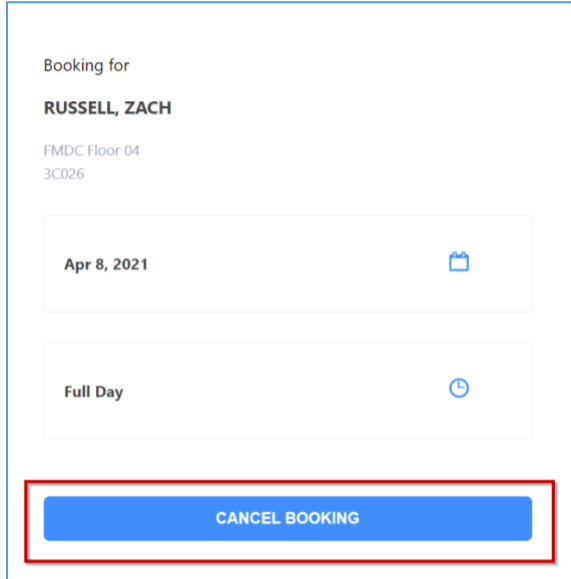 Booking for
RUSSELL, ZACH
FMDC Floor 04
3C026
Apr 8, 2021
Full Day
CANCEL BOOKING